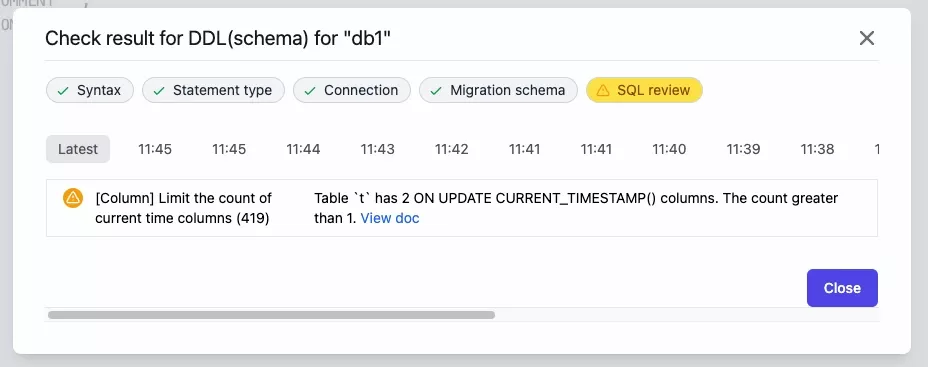 OMMENT '',
ON
Check result for DDL(schema) for "db1"
Syntax Statement type Connection Migration schema SQL review
Latest 11:45 11:45 11:44 11:43 11:42 11:41 11:41 11:40 11:39 11:38 1
[Column] Limit the count of
current time columns (419)
Table `t` has 2 ON UPDATE CURRENT_TIMESTAMP() columns. The count greater
than 1. View doc
Close